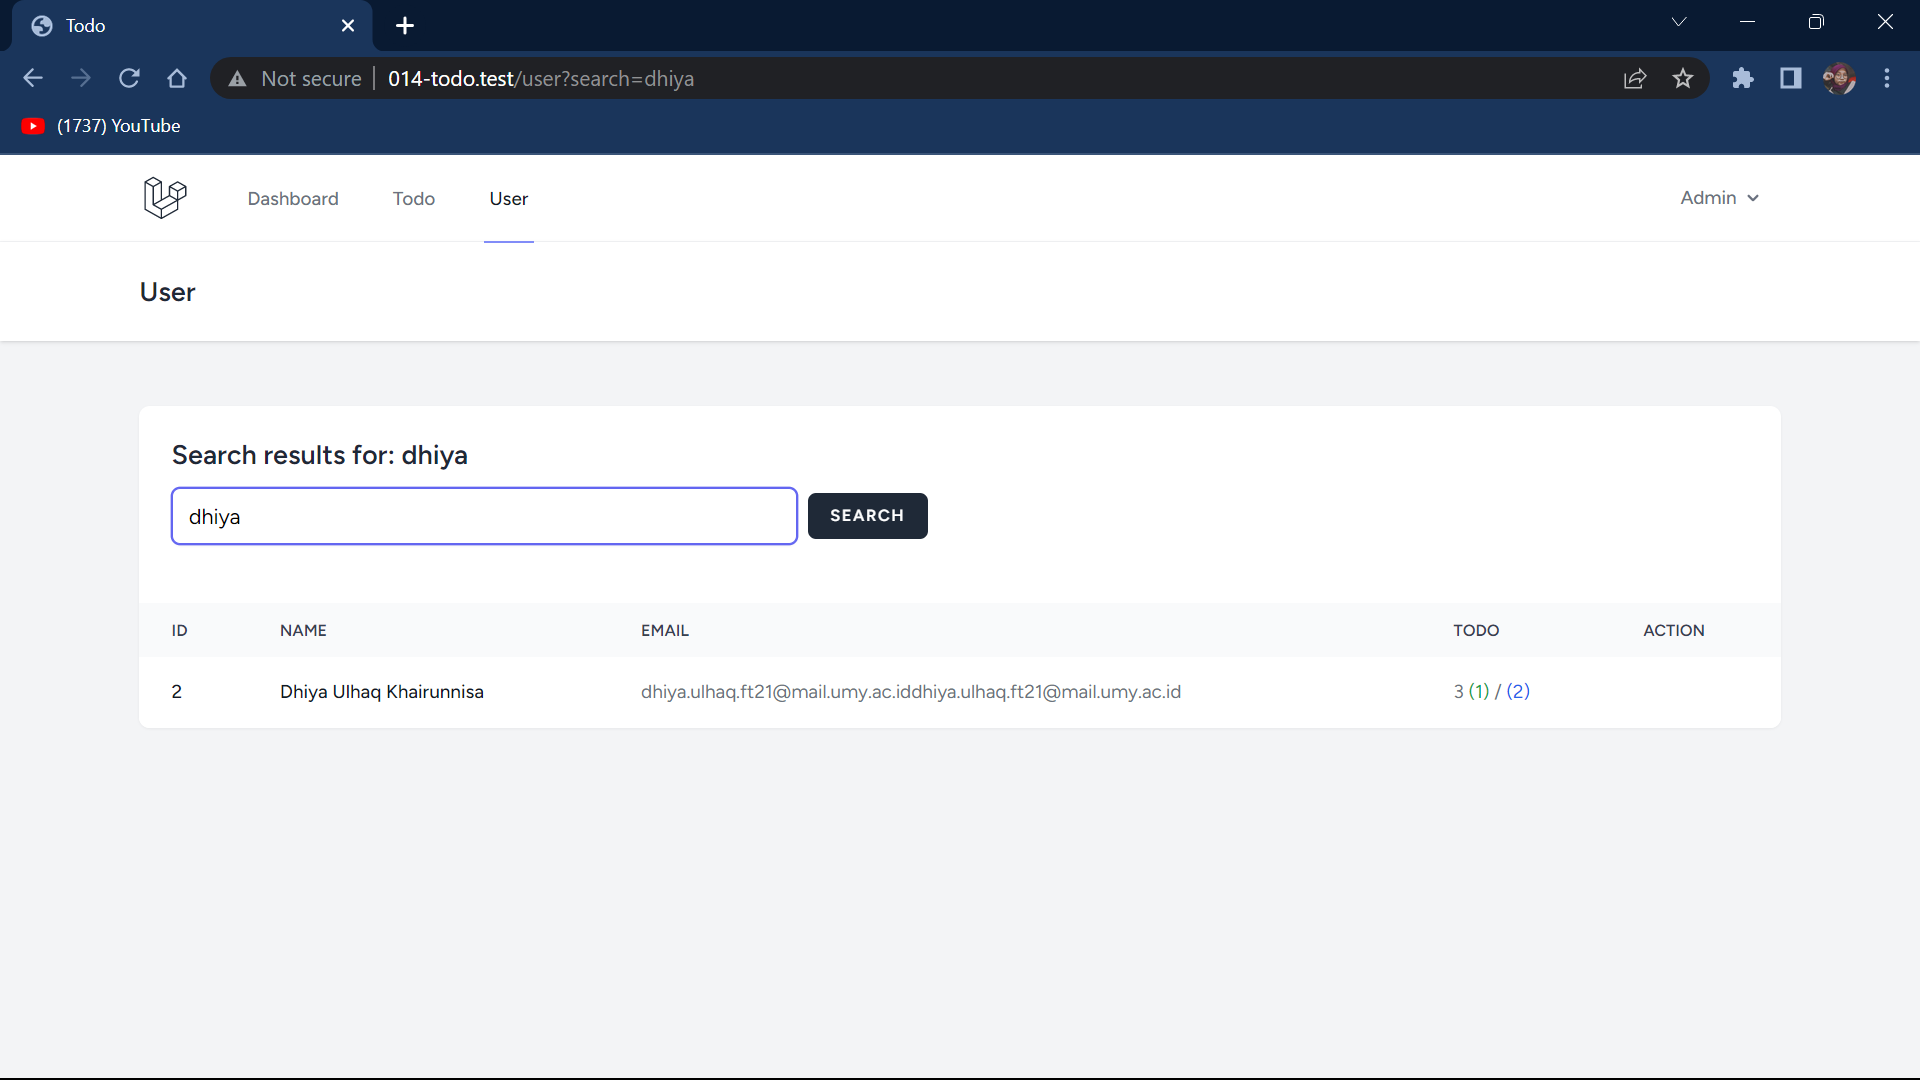 Todo
Not secure 014-todo.test/user?search=dhiya
(1737) YouTube
Dashboard Todo User Admin
User
Search results for: dhiya
dhiya SEARCH
ID NAME EMAIL TODO ACTION
2 Dhiya Ulhaq Khairunnisa dhiya.ulhaq.ft21@mail.umy.ac.iddhiya.ulhaq.ft21@mail.umy.ac.id 3 (1) / (2)